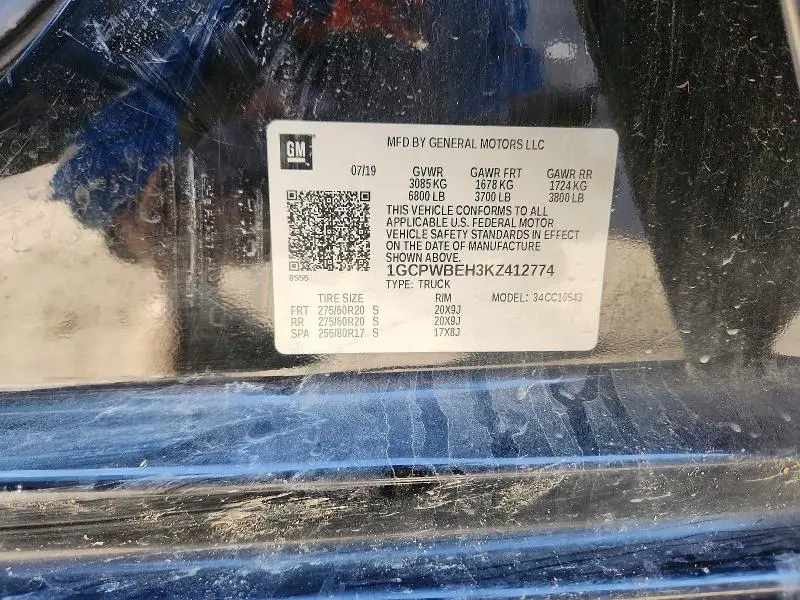 GM
MFD BY GENERAL MOTORS LLC
07/19 GVWR GAWR FRT GAWR RR
3085 KG 1678 KG 1724 KG
6800 LB 3700 LB 3800 LB
THIS VEHICLE CONFORMS TO ALL
APPLICABLE U.S. FEDERAL MOTOR
VEHICLE SAFETY STANDARDS IN EFFECT
ON THE DATE OF MANUFACTURE
SHOWN ABOVE.
8555
1GCPWBEH3KZ412774
TYPE: TRUCK
TIRE SIZE RIM MODEL: 34CC10543
FRT 275/60R20 S 20X9J
RR 275/60R20 S 20X9J
SPA 255/80R17 S 17X8J